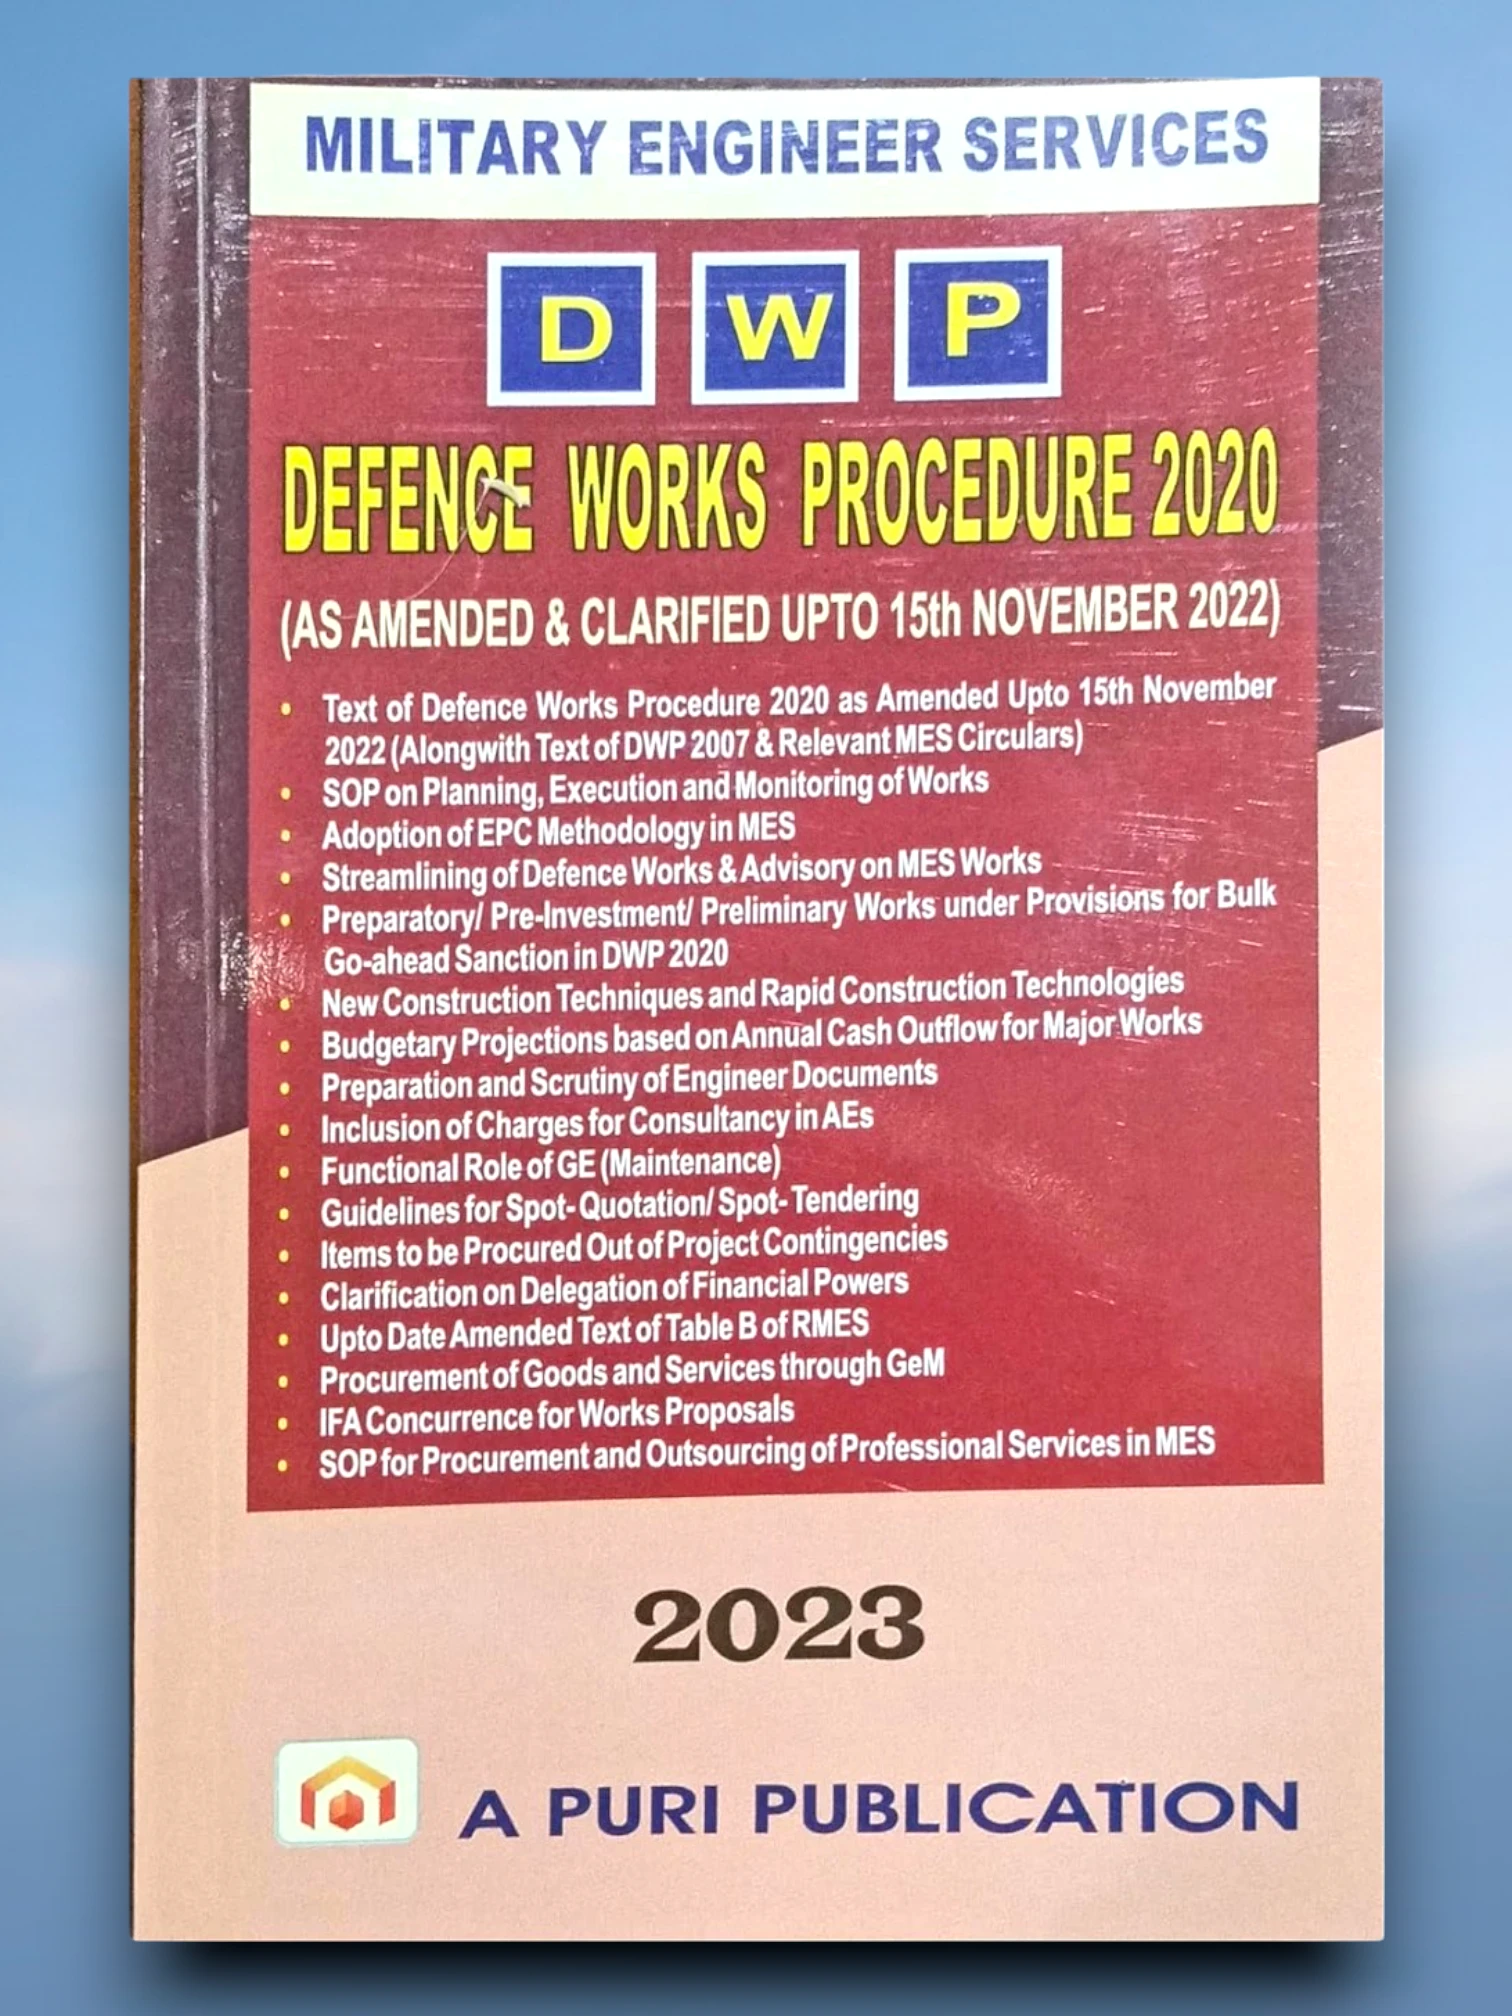 MILITARY ENGINEER SERVICES
D W P
DEFENCE WORKS PROCEDURE 2020
(AS AMENDED & CLARIFIED UPTO 15th NOVEMBER 2022)
• Text of Defence Works Procedure 2020 as Amended Upto 15th November
2022 (Alongwith Text of DWP 2007 & Relevant MES Circulars)
• SOP on Planning, Execution and Monitoring of Works
• Adoption of EPC Methodology in MES
• Streamlining of Defence Works & Advisory on MES Works
• Preparatory/ Pre-Investment/ Preliminary Works under Provisions for Bulk
Go-ahead Sanction in DWP 2020
• New Construction Techniques and Rapid Construction Technologies
• Budgetary Projections based on Annual Cash Outflow for Major Works
• Preparation and Scrutiny of Engineer Documents
• Inclusion of Charges for Consultancy in AEs
• Functional Role of GE (Maintenance)
• Guidelines for Spot- Quotation/ Spot- Tendering
• Items to be Procured Out of Project Contingencies
• Clarification on Delegation of Financial Powers
• Upto Date Amended Text of Table B of RMES
• Procurement of Goods and Services through GeM
• IFA Concurrence for Works Proposals
• SOP for Procurement and Outsourcing of Professional Services in MES
2023
A PURI PUBLICATION